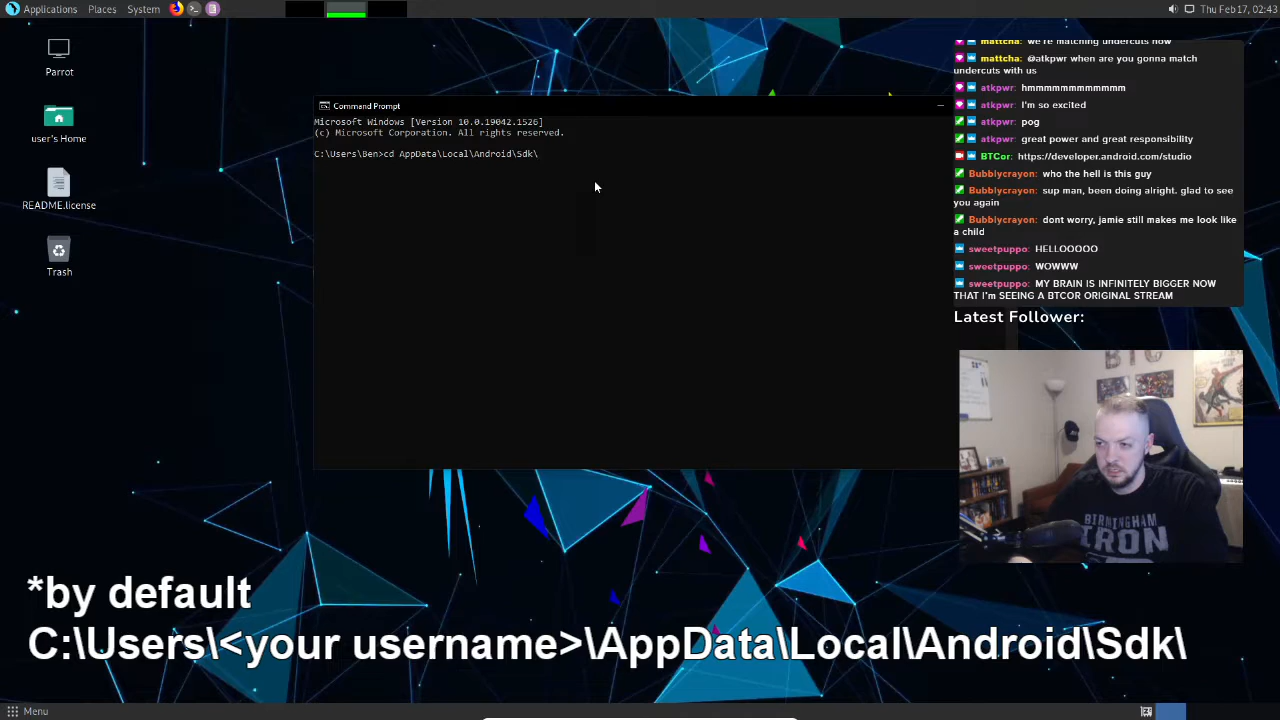 Applications Places System
Thu Feb 17, 02:43
Parrot
user's Home
README.license
Trash
Command Prompt
Microsoft Windows [Version 10.0.19042.1526]
(c) Microsoft Corporation. All rights reserved.
C:\Users\Ben>cd AppData\Local\Android\Sdk\
mattcha: we're matching undercuts now
mattcha: @atkpwr when are you gonna match
undercuts with us
atkpwr: hmmmmmmmmmmmm
atkpwr: I'm so excited
atkpwr: pog
atkpwr: great power and great responsibility
BTCor: https://developer.android.com/studio
Bubblycrayon: who the hell is this guy
Bubblycrayon: sup man, been doing alright. glad to see
you again
Bubblycrayon: dont worry, jamie still makes me look like
a child
sweetpuppo: HELLOOOOO
sweetpuppo: WOWWW
sweetpuppo: MY BRAIN IS INFINITELY BIGGER NOW
THAT I'm SEEING A BTCOR ORIGINAL STREAM
Latest Follower:
BTC
BIRMINGHAM
IRON
*by default
C:\Users\<your username>\AppData\Local\Android\Sdk\
Menu